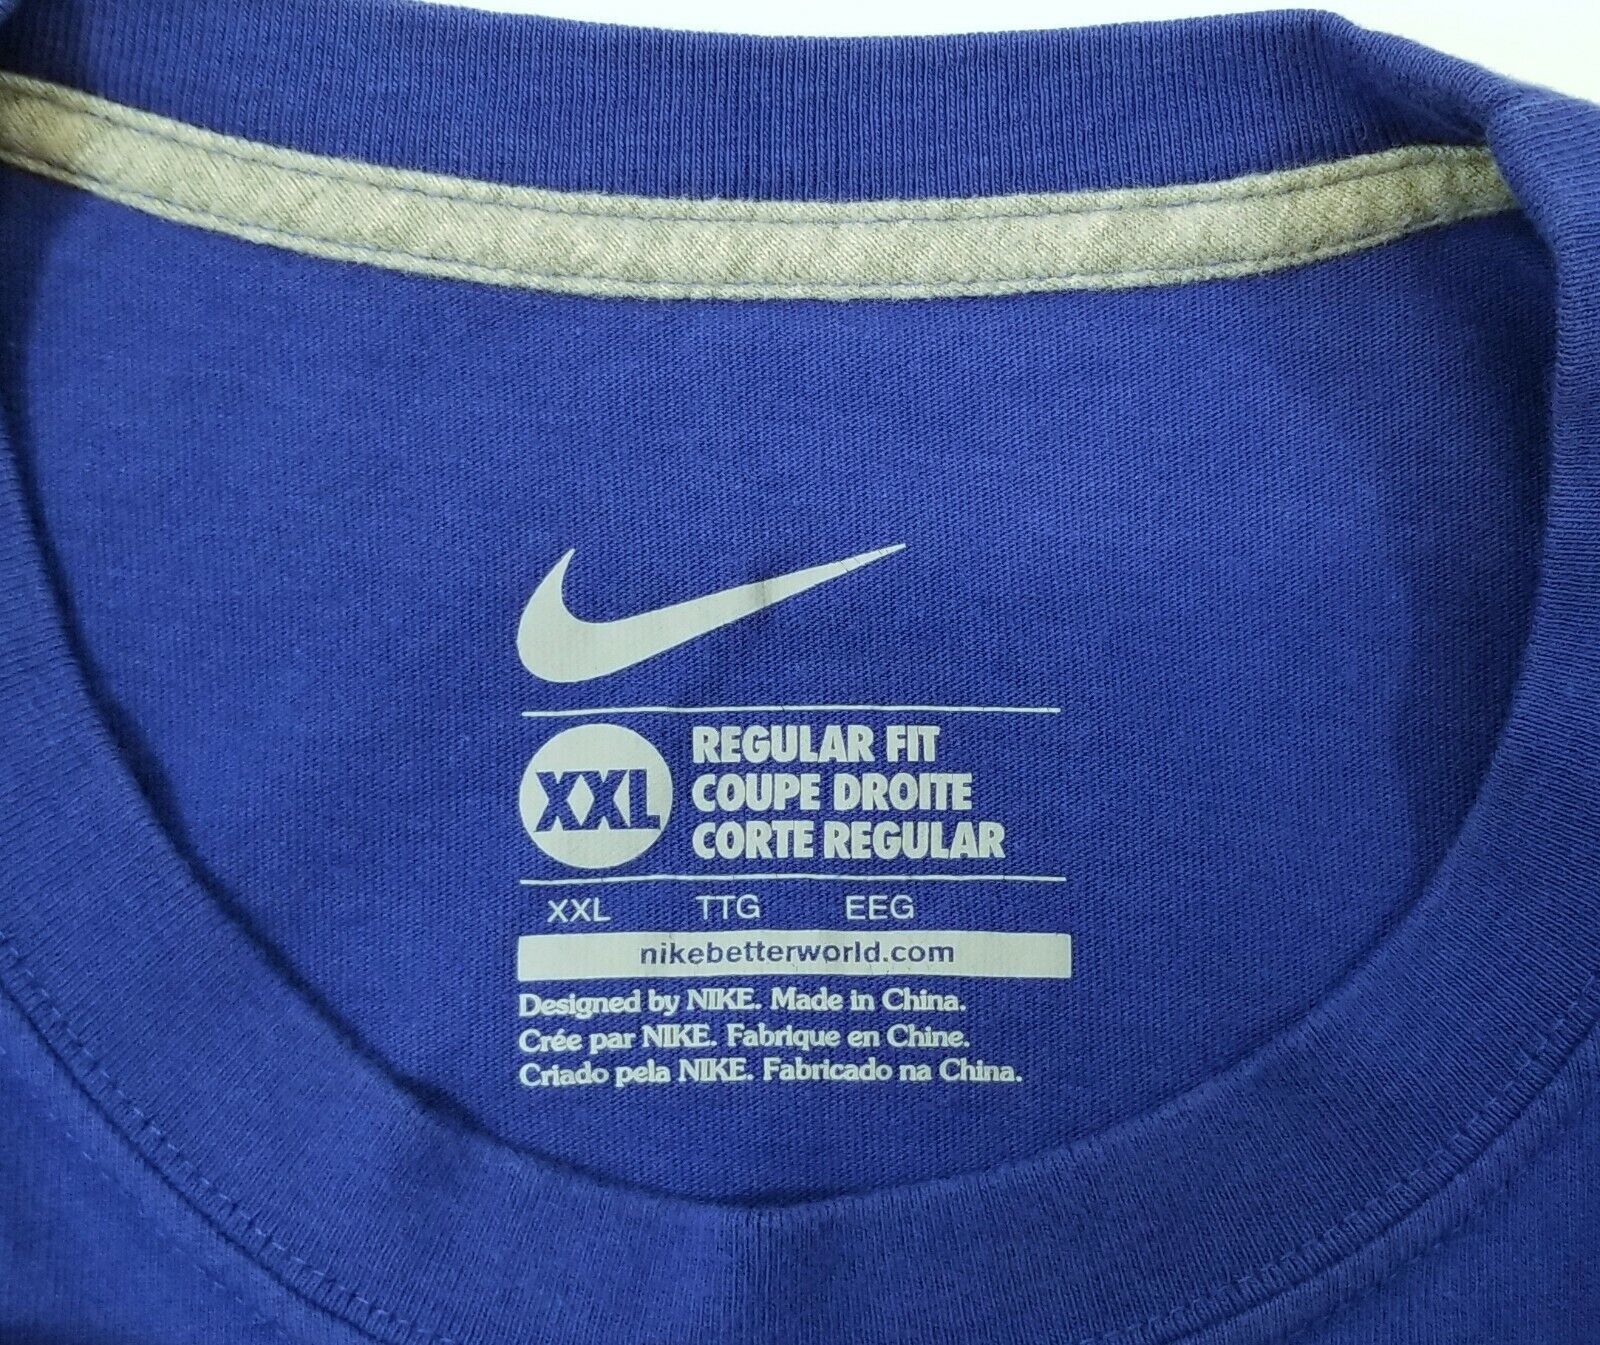 XXL
REGULAR FIT
COUPE DROITE
CORTE REGULAR
XXL TTG EEG
nikebetterworld.com
Designed by NIKE. Made in China.
Crée par NIKE. Fabrique en Chine.
Criado pela NIKE. Fabricado na China.